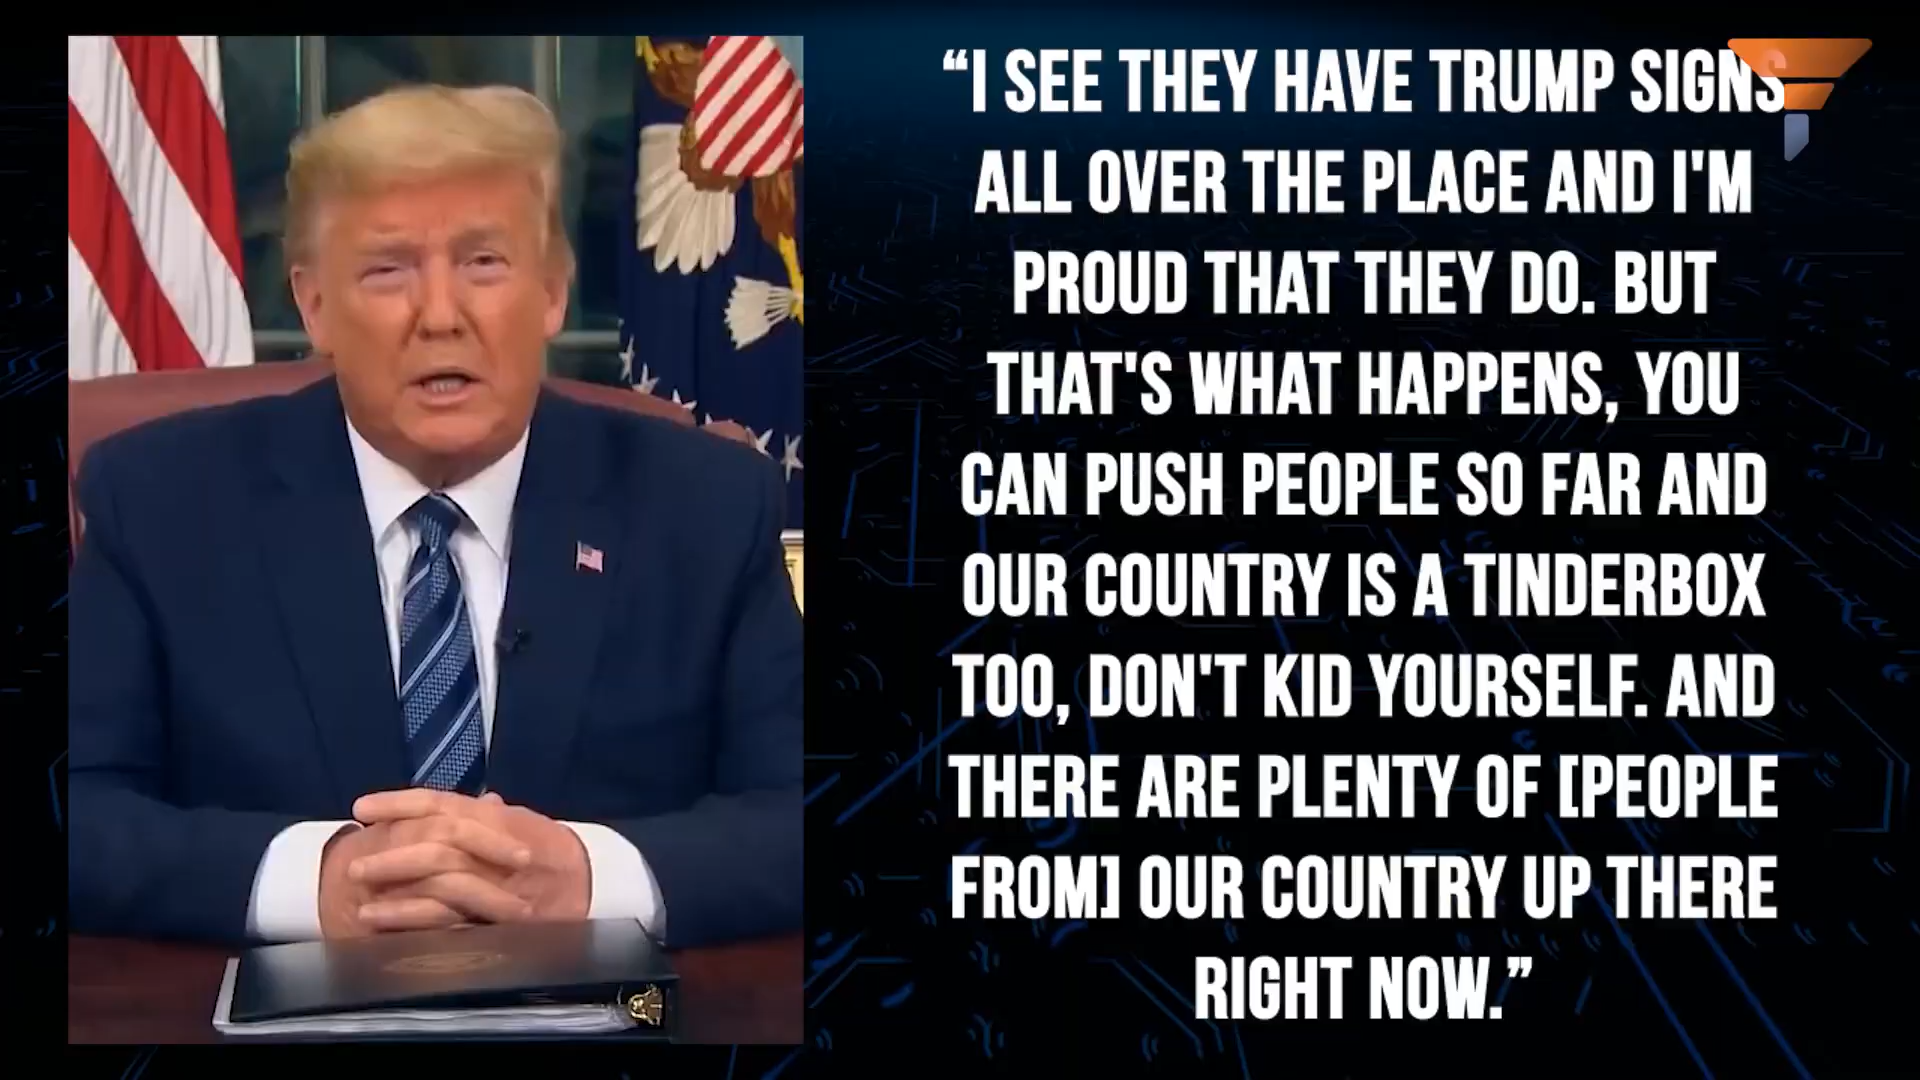 “I SEE THEY HAVE TRUMP SIGNS
ALL OVER THE PLACE AND I'M
PROUD THAT THEY DO. BUT
THAT'S WHAT HAPPENS, YOU
CAN PUSH PEOPLE SO FAR AND
OUR COUNTRY IS A TINDERBOX
TOO, DON'T KID YOURSELF. AND
THERE ARE PLENTY OF [PEOPLE
FROM] OUR COUNTRY UP THERE
RIGHT NOW.”